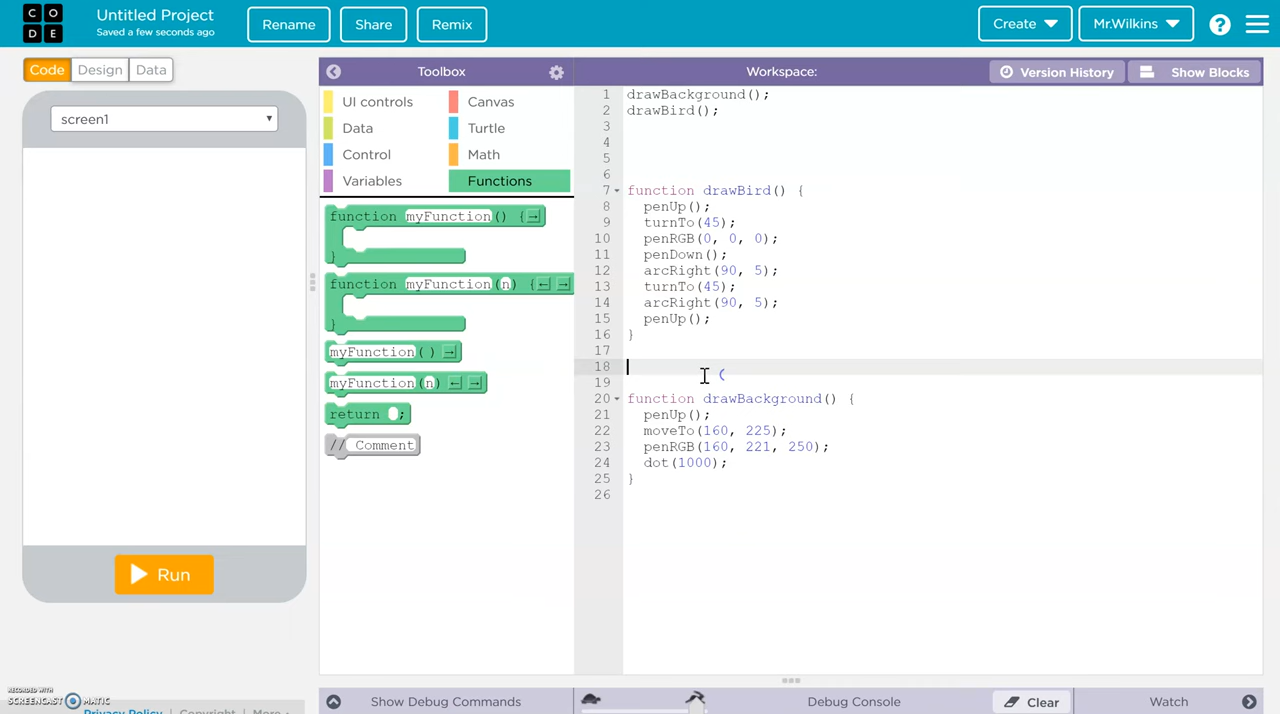 C O
D E
Untitled Project
Saved a few seconds ago
Rename
Share
Remix
Create
Mr.Wilkins
?
Code
Design
Data
Toolbox
Workspace:
Version History
Show Blocks
screen1
UI controls
Canvas
Data
Turtle
Control
Math
Variables
Functions
function myFunction() {
}
function myFunction(n) {
}
myFunction()
myFunction(n)
return ;
// Comment
1 drawBackground();
2 drawBird();
3
4
5
6
7 function drawBird() {
8 penUp();
9 turnTo(45);
10 penRGB(0, 0, 0);
11 penDown();
12 arcRight(90, 5);
13 turnTo(45);
14 arcRight(90, 5);
15 penUp();
16 }
17
18
19
20 function drawBackground() {
21 penUp();
22 moveTo(160, 225);
23 penRGB(160, 221, 250);
24 dot(1000);
25 }
26
Run
Show Debug Commands
Debug Console
Clear
Watch
RECORDED WITH
SCREENCAST MATIC
Privacy Policy | Copyright | More